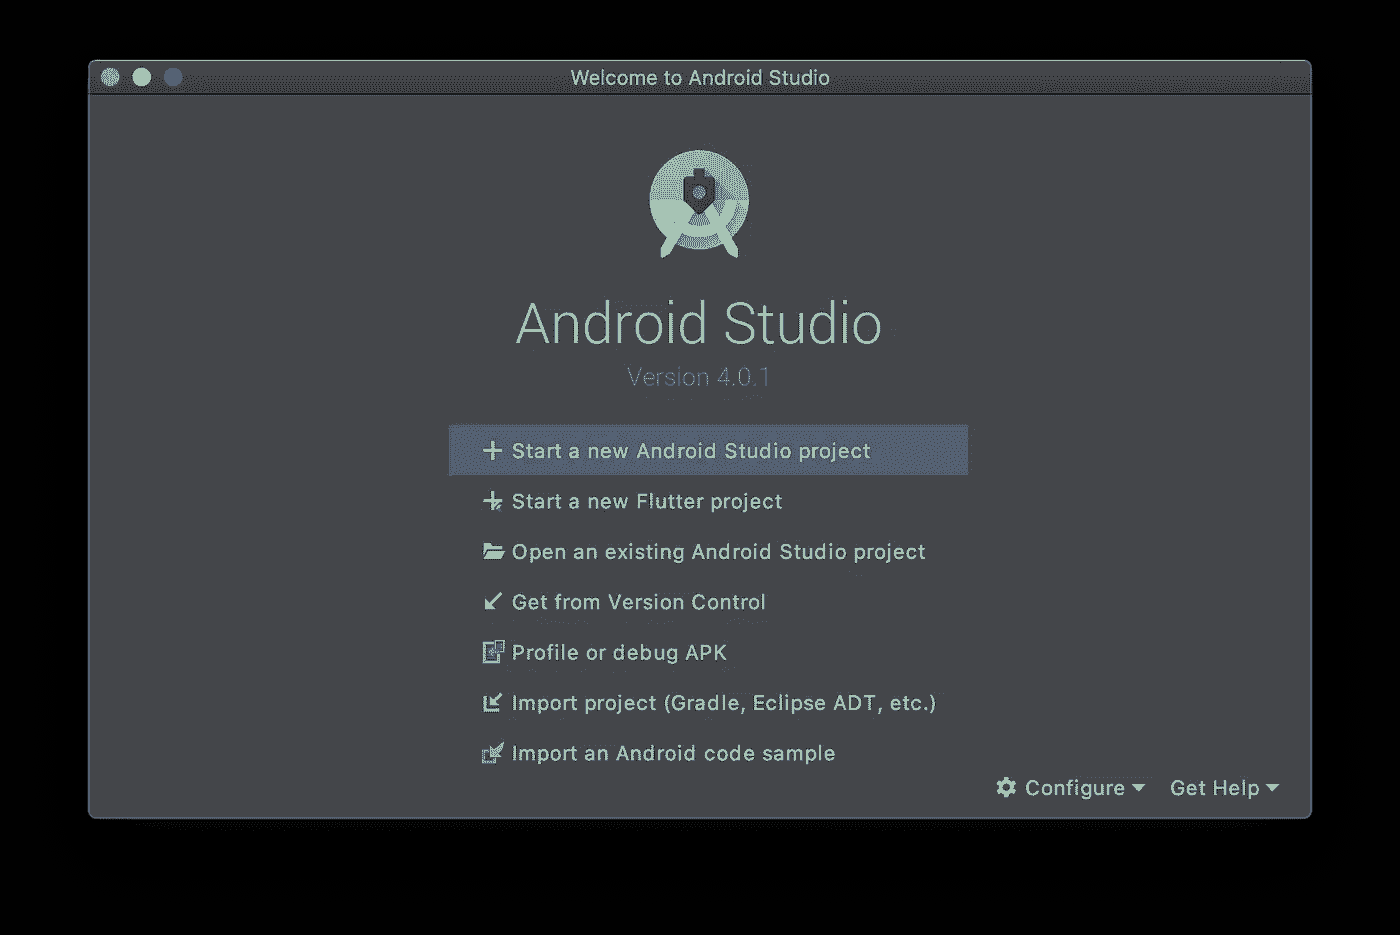 Welcome to Android Studio
Android Studio
Version 4.0.1
Start a new Android Studio project
Start a new Flutter project
Open an existing Android Studio project
Get from Version Control
Profile or debug APK
Import project (Gradle, Eclipse ADT, etc.)
Import an Android code sample
Configure Get Help